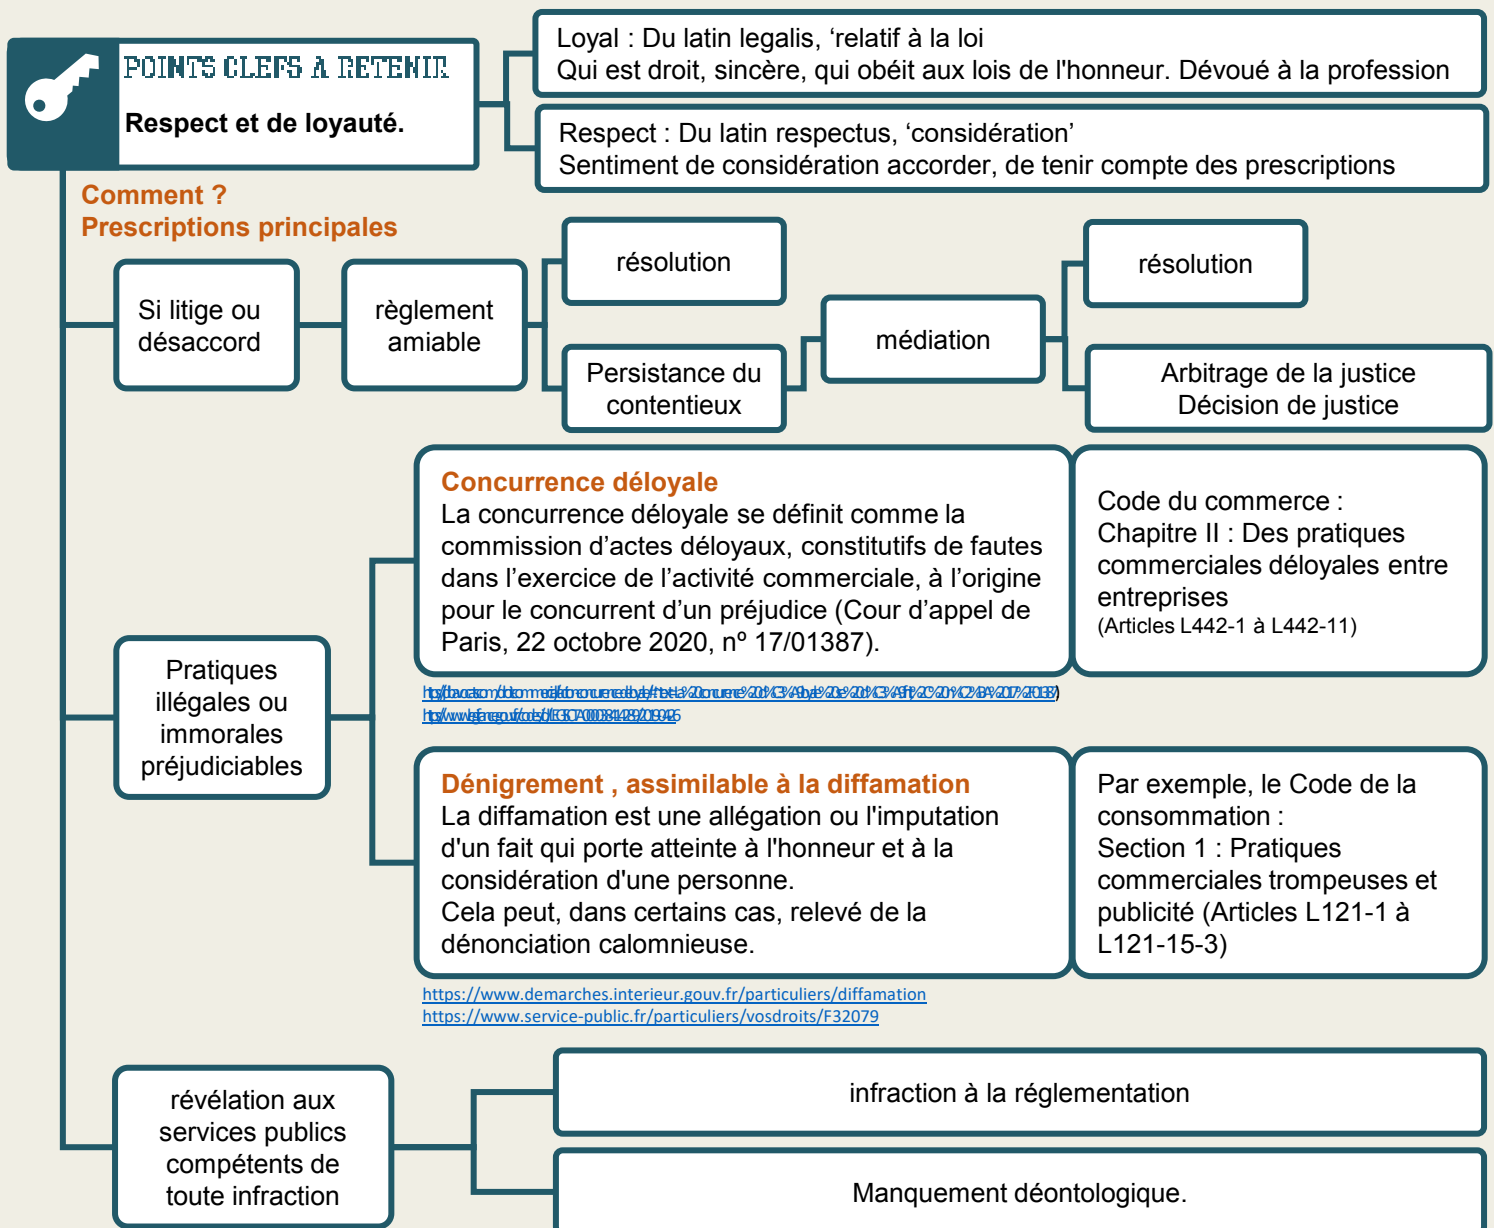 POINTS CLEFS A RETENIR
Respect et de loyauté.
Loyal : Du latin legalis, ‘relatif à la loi
Qui est droit, sincère, qui obéit aux lois de l'honneur. Dévoué à la profession
Respect : Du latin respectus, ‘considération’
Sentiment de considération accorder, de tenir compte des prescriptions
Comment ?
Prescriptions principales
Si litige ou
désaccord
règlement
amiable
résolution
Persistance du
contentieux
médiation
résolution
Arbitrage de la justice
Décision de justice
Pratiques
illégales ou
immorales
préjudiciables
Concurrence déloyale
La concurrence déloyale se définit comme la
commission d’actes déloyaux, constitutifs de fautes
dans l’exercice de l’activité commerciale, à l’origine
pour le concurrent d’un préjudice (Cour d’appel de
Paris, 22 octobre 2020, nº 17/01387).
Code du commerce :
Chapitre II : Des pratiques
commerciales déloyales entre
entreprises
(Articles L442-1 à L442-11)
Dénigrement , assimilable à la diffamation
La diffamation est une allégation ou l'imputation
d'un fait qui porte atteinte à l'honneur et à la
considération d'une personne.
Cela peut, dans certains cas, relevé de la
dénonciation calomnieuse.
Par exemple, le Code de la
consommation :
Section 1 : Pratiques
commerciales trompeuses et
publicité (Articles L121-1 à
L121-15-3)
https://www.demarches.interieur.gouv.fr/particuliers/diffamation
https://www.service-public.fr/particuliers/vosdroits/F32079
révélation aux
services publics
compétents de
toute infraction
infraction à la réglementation
Manquement déontologique.